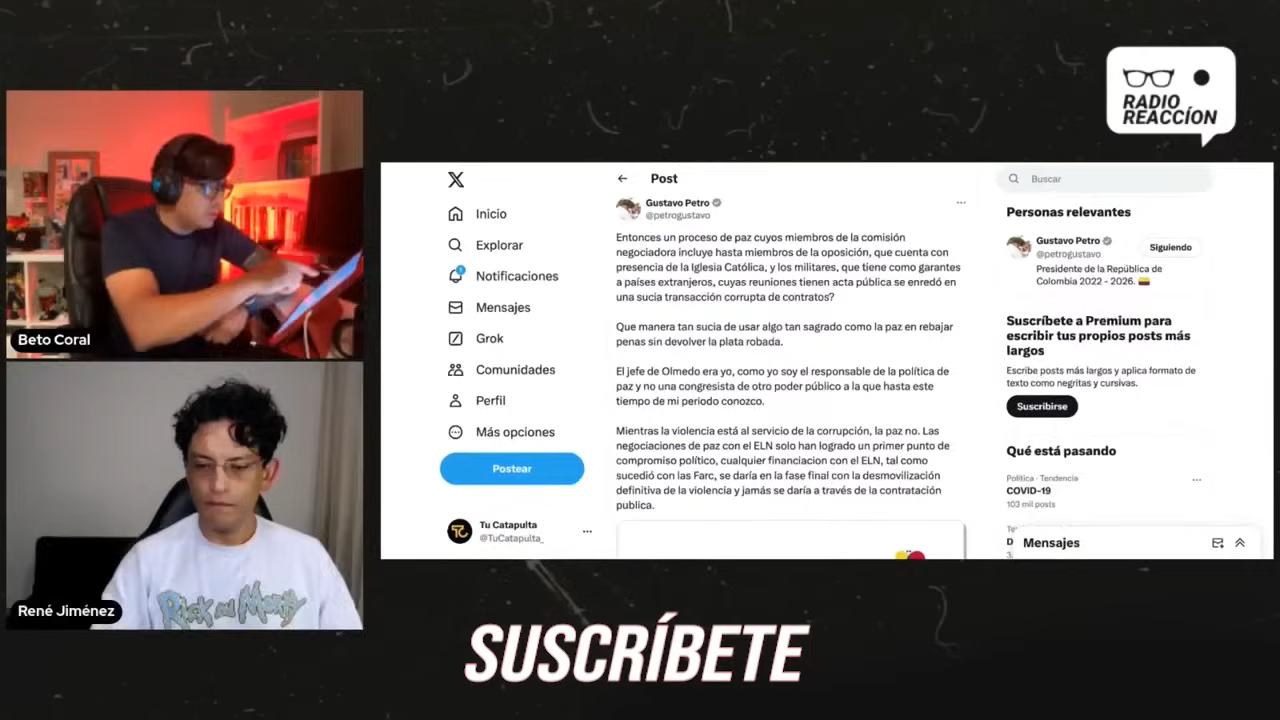 RADIO
REACCÍON
Beto Coral
René Jiménez
Rick and Morty
Inicio
Explorar
Notificaciones
Mensajes
Grok
Comunidades
Perfil
Más opciones
Postear
Tu Catapulta
@TuCatapulta_
Post
Gustavo Petro
@petrogustavo
Entonces un proceso de paz cuyos miembros de la comisión
negociadora incluye hasta miembros de la oposición, que cuenta con
presencia de la Iglesia Católica, y los militares, que tiene como garantes
a países extranjeros, cuyas reuniones tienen acta pública se enredó en
una sucia transacción corrupta de contratos?
Que manera tan sucia de usar algo tan sagrado como la paz en rebajar
penas sin devolver la plata robada.
El jefe de Olmedo era yo, como yo soy el responsable de la política de
paz y no una congresista de otro poder público a la que hasta este
tiempo de mi periodo conozco.
Mientras la violencia está al servicio de la corrupción, la paz no. Las
negociaciones de paz con el ELN solo han logrado un primer punto de
compromiso político, cualquier financiacion con el ELN, tal como
sucedió con las Farc, se daría en la fase final con la desmovilización
definitiva de la violencia y jamás se daría a través de la contratación
publica.
Buscar
Personas relevantes
Gustavo Petro
@petrogustavo
Siguiendo
Presidente de la República de
Colombia 2022 - 2026.
Suscríbete a Premium para
escribir tus propios posts más
largos
Escribe posts más largos y aplica formato de
texto como negritas y cursivas.
Suscribirse
Qué está pasando
Política · Tendencia
COVID-19
103 mil posts
Mensajes
SUSCRÍBETE